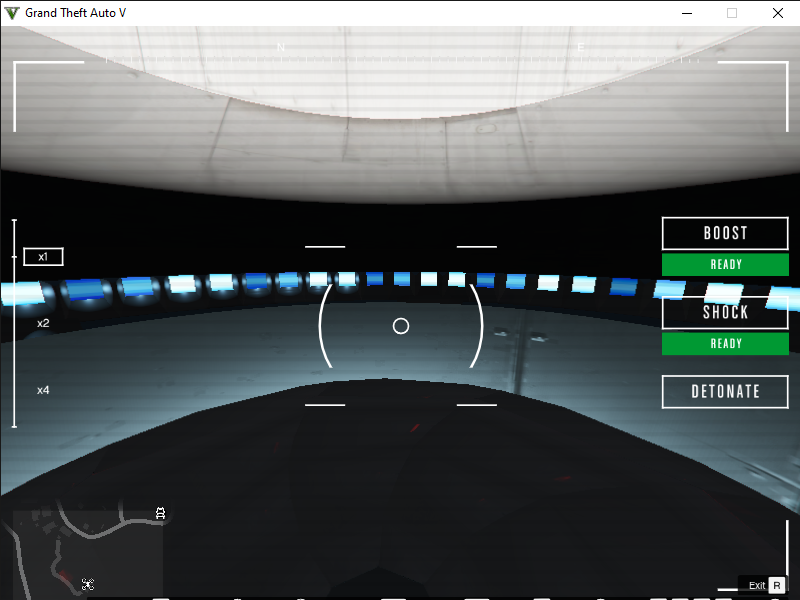 Grand Theft Auto V
N
E
BOOST
READY
x1
SHOCK
x2
READY
x4
DETONATE
Exit R